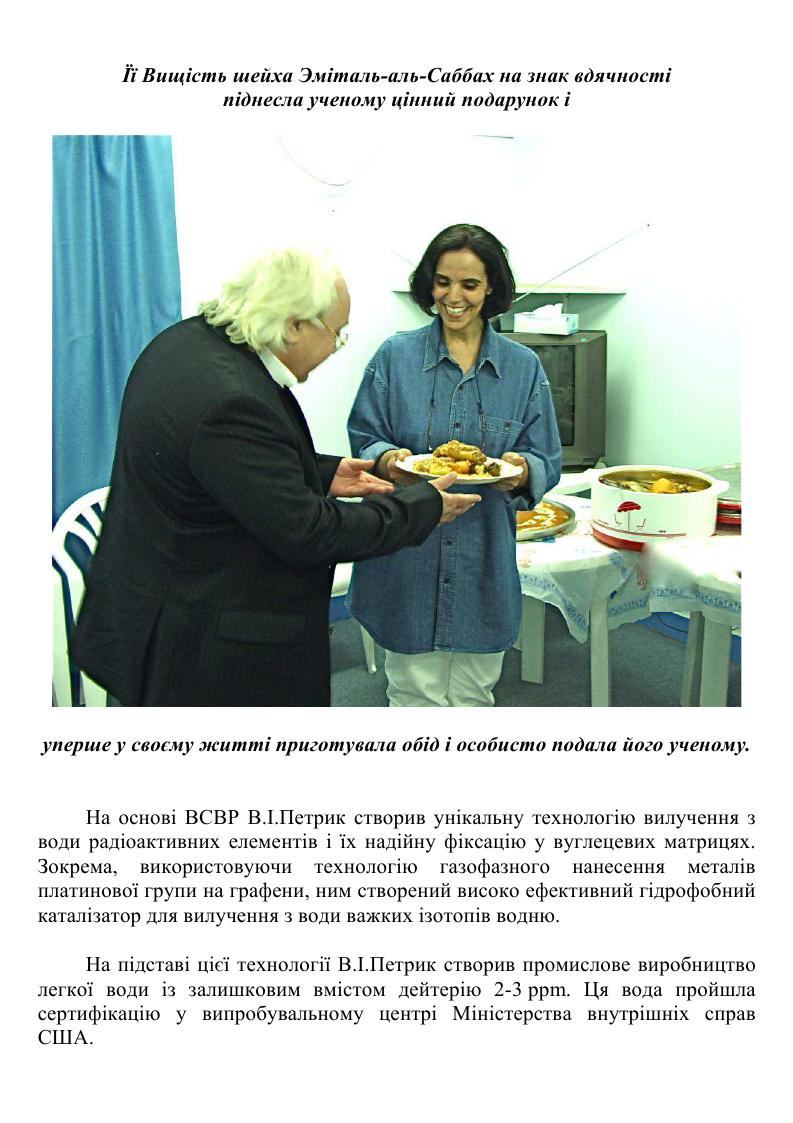 Її Вищість шейха Эміталь-аль-Саббах на знак вдячності
піднесла ученому цінний подарунок і
уперше у своєму житті приготувала обід і особисто подала його ученому.
На основі ВСВР В.І.Петрик створив унікальну технологію вилучення з
води радіоактивних елементів і їх надійну фіксацію у вуглецевих матрицях.
Зокрема, використовуючи технологію газофазного нанесення металів
платинової групи на графени, ним створений високо ефективний гідрофобний
каталізатор для вилучення з води важких ізотопів водню.
На підставі цієї технології В.І.Петрик створив промислове виробництво
легкої води із залишковим вмістом дейтерію 2-3 ppm. Ця вода пройшла
сертифікацію у випробувальному центрі Міністерства внутрішніх справ
США.